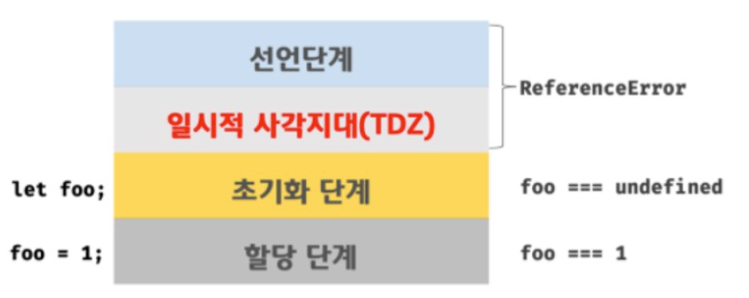 선언단계
ReferenceError
일시적 사각지대(TDZ)
let foo; 초기화 단계 foo === undefined
foo = 1; 할당 단계 foo === 1